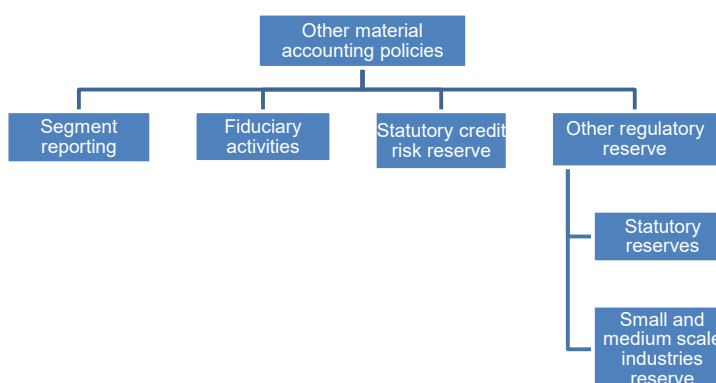 Other material
accounting policies
Segment
reporting
Fiduciary
activities
Statutory credit
risk reserve
Other regulatory
reserve
Statutory
reserves
Small and
medium scale
industries
reserve